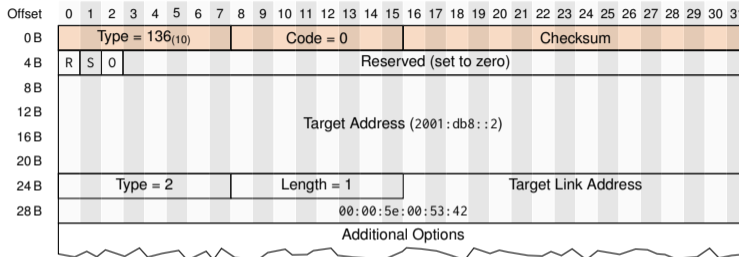 Offset 0 1 2 3 4 5 6 7 8 9 10 11 12 13 14 15 16 17 18 19 20 21 22 23 24 25 26 27 28 29 30
0 B Type = 136(10) Code = 0 Checksum
4 B R S O Reserved (set to zero)
8 B
12 B
Target Address (2001:db8::2)
16 B
20 B
24 B Type = 2 Length = 1 Target Link Address
28 B 00:00:5e:00:53:42
Additional Options